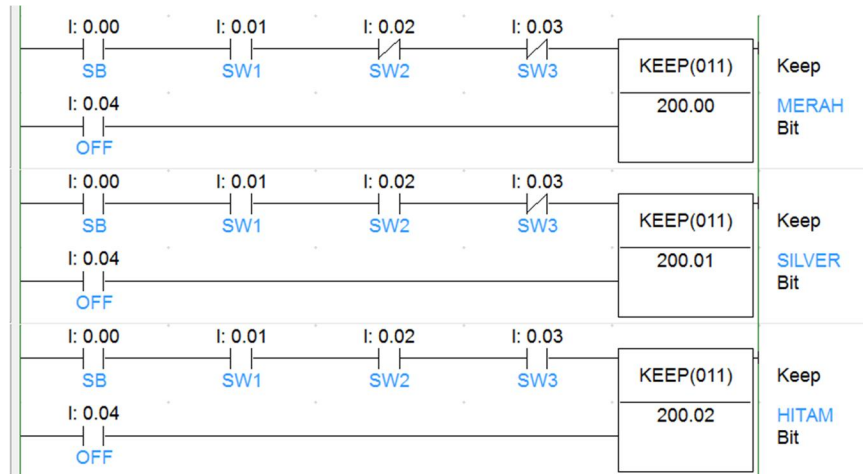 I: 0.00 I: 0.01 I: 0.02 I: 0.03
SB SW1 SW2 SW3 KEEP(011) Keep
I: 0.04 200.00 MERAH
Bit
OFF
I: 0.00 I: 0.01 I: 0.02 I: 0.03
SB SW1 SW2 SW3 KEEP(011) Keep
I: 0.04 200.01 SILVER
Bit
OFF
I: 0.00 I: 0.01 I: 0.02 I: 0.03
SB SW1 SW2 SW3 KEEP(011) Keep
I: 0.04 200.02 HITAM
Bit
OFF